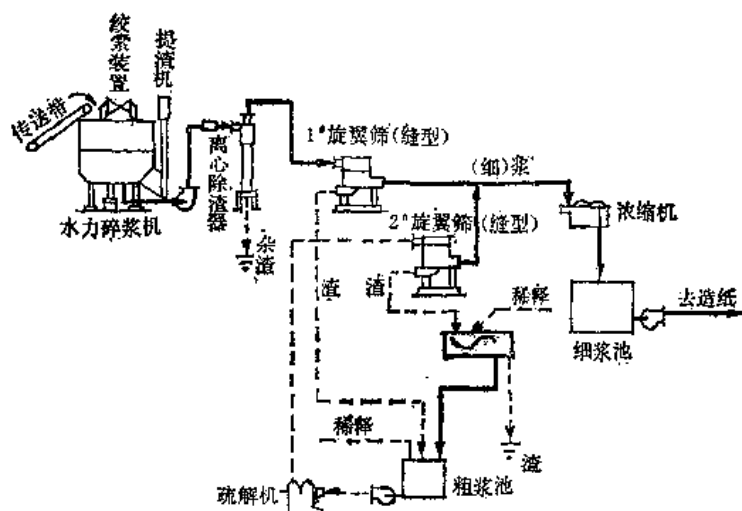 传送带
绞索装置
提渣机
水力碎浆机
离心除渣器
杂渣
1#旋翼筛(缝型)
(细)浆
2#旋翼筛(缝型)
浓缩机
渣
渣
稀释
细浆池
去造纸
稀释
渣
疏解机
粗浆池